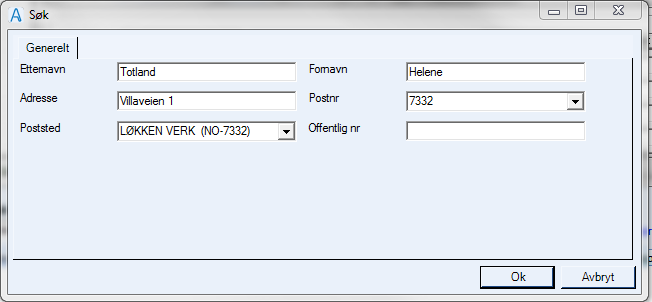 Søk
Generelt
Etternavn Totland Fornavn Helene
Adresse Villaveien 1 Postnr 7332
Poststed LØKKEN VERK (NO-7332) Offentlig nr
Ok Avbryt